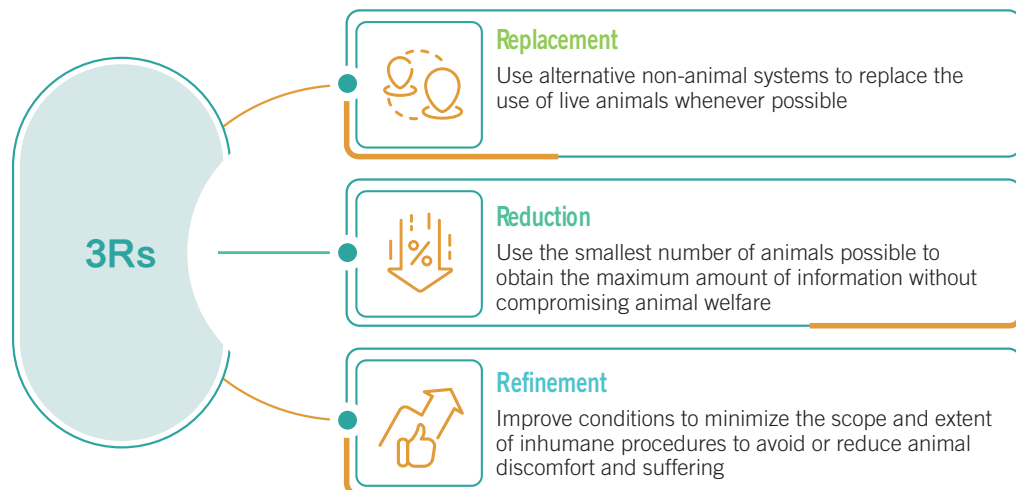 3Rs
Replacement
Use alternative non-animal systems to replace the
use of live animals whenever possible
%
Reduction
Use the smallest number of animals possible to
obtain the maximum amount of information without
compromising animal welfare
Refinement
Improve conditions to minimize the scope and extent
of inhumane procedures to avoid or reduce animal
discomfort and suffering